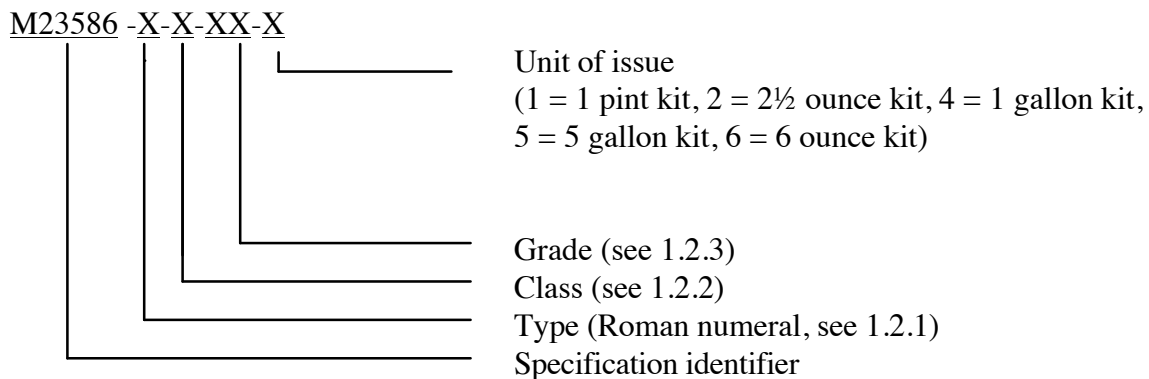 M23586 -X-X-XX-X
Unit of issue
(1 = 1 pint kit, 2 = 2½ ounce kit, 4 = 1 gallon kit,
5 = 5 gallon kit, 6 = 6 ounce kit)
Grade (see 1.2.3)
Class (see 1.2.2)
Type (Roman numeral, see 1.2.1)
Specification identifier